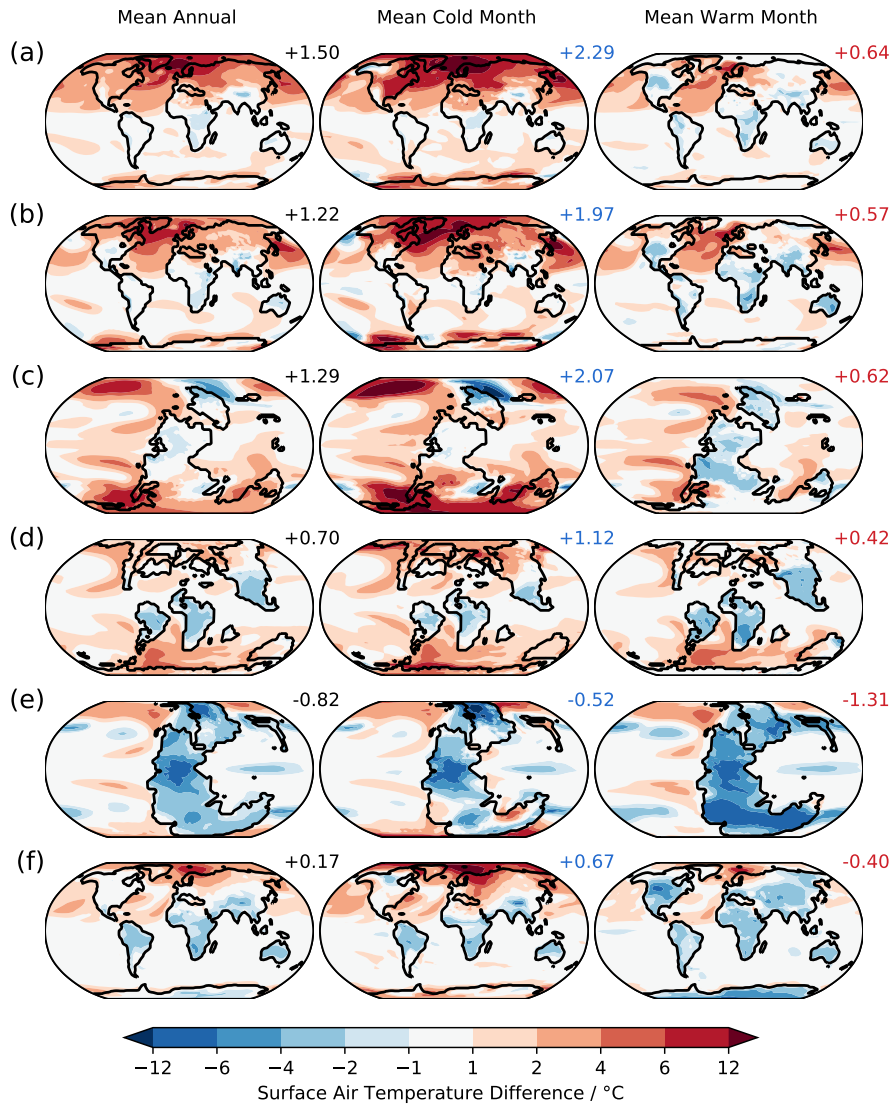 Mean Annual Mean Cold Month Mean Warm Month
(a) +1.50 +2.29 +0.64
(b) +1.22 +1.97 +0.57
(c) +1.29 +2.07 +0.62
(d) +0.70 +1.12 +0.42
(e) -0.82 -0.52 -1.31
(f) +0.17 +0.67 -0.40
−12 −6 −4 −2 −1 1 2 4 6 12
Surface Air Temperature Difference / °C